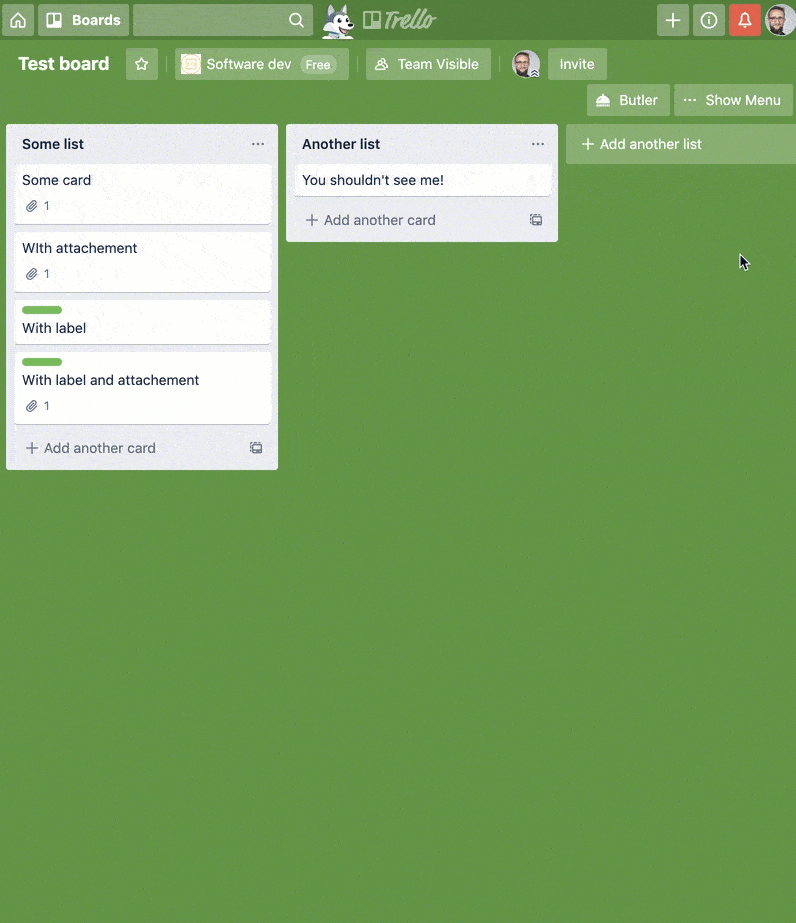 Boards
Trello
Test board
Software dev Free
Team Visible
Invite
Butler
Show Menu
Some list
Some card
1
WIth attachement
1
With label
With label and attachement
1
Add another card
Another list
You shouldn't see me!
Add another card
Add another list